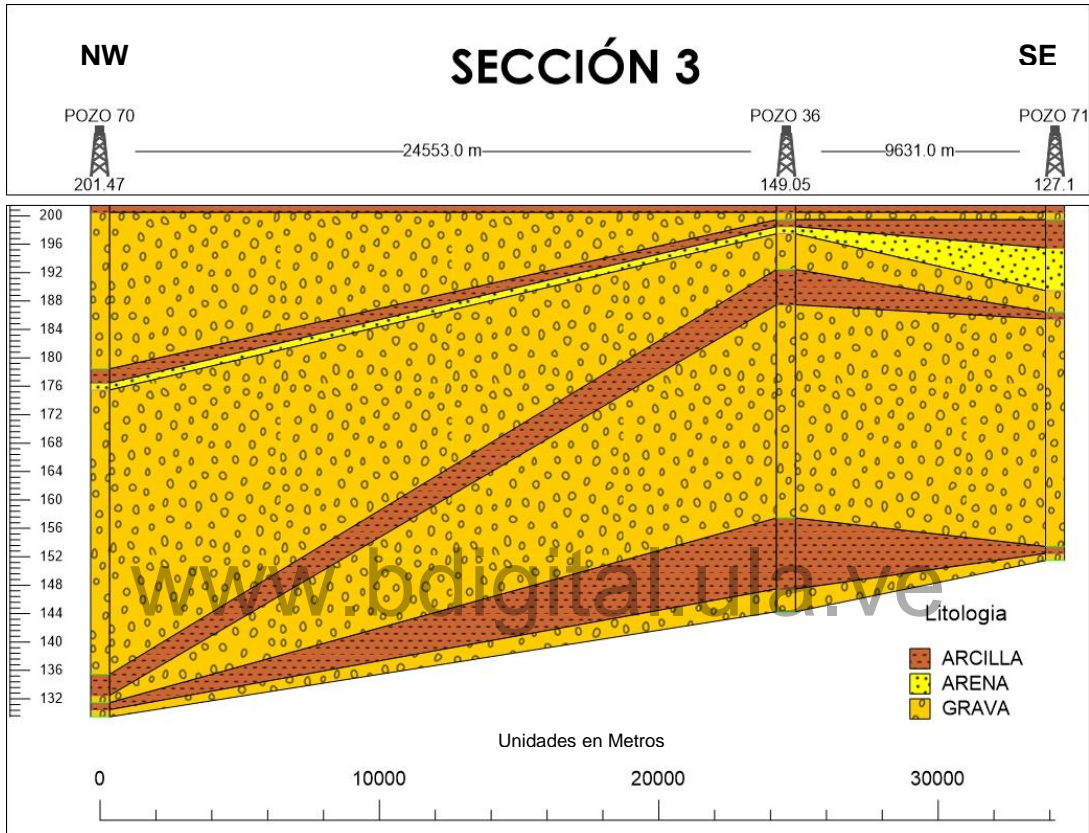 NW
SECCIÓN 3
SE
POZO 70
POZO 36
POZO 71
24553.0 m
9631.0 m
201.47
149.05
127.1
200
196
192
188
184
180
176
172
168
164
160
156
152
148
144
140
136
132
www.bdigital.ula.ve
Litologia
ARCILLA
ARENA
GRAVA
Unidades en Metros
0
10000
20000
30000